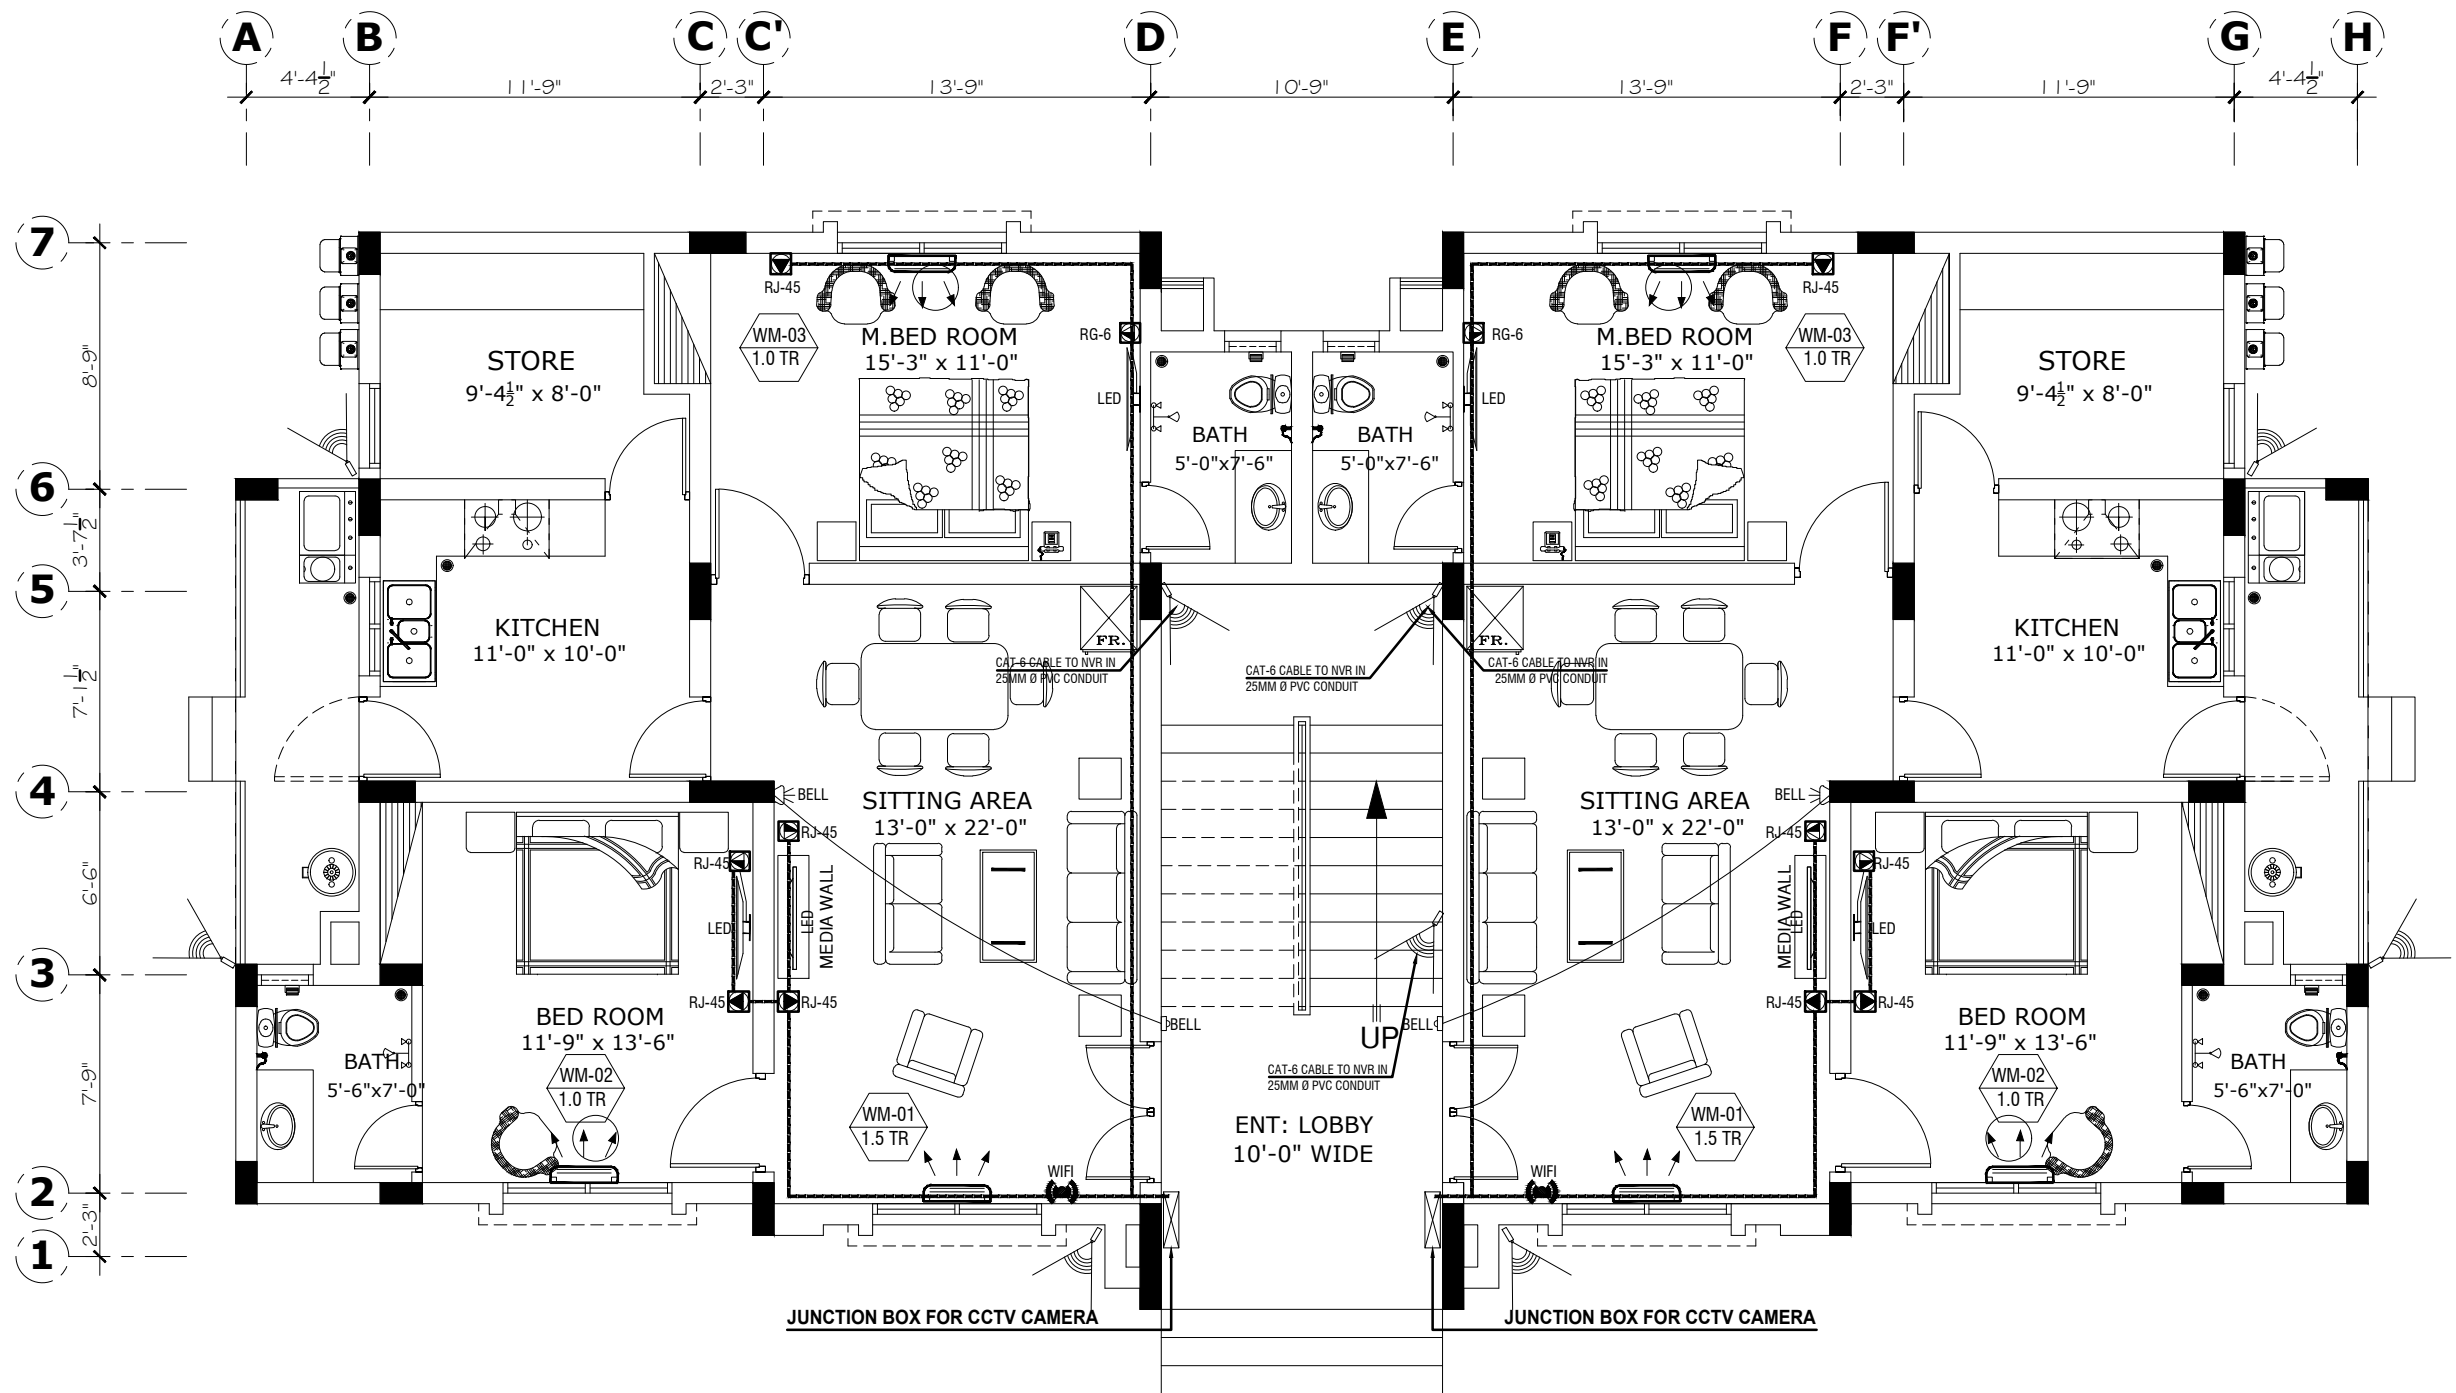 A B C C' D E F F' G H
4'-4½" 11'-9" 2'-3" 13'-9" 10'-9" 13'-9" 2'-3" 11'-9" 4'-4½"
7
8'-9"
6
3'-7½"
5
7'-1½"
4
6'-6"
3
7'-9"
2
2'-3"
1
STORE
9'-4½" x 8'-0"
RJ-45
WM-03
1.0 TR
M.BED ROOM
15'-3" x 11'-0"
RG-6
LED
BATH
5'-0"x7'-6"
BATH
5'-0"x7'-6"
RG-6
LED
M.BED ROOM
15'-3" x 11'-0"
RJ-45
WM-03
1.0 TR
STORE
9'-4½" x 8'-0"
KITCHEN
11'-0" x 10'-0"
FR.
CAT-6 CABLE TO NVR IN
25MM Ø PVC CONDUIT
CAT-6 CABLE TO NVR IN
25MM Ø PVC CONDUIT
FR.
CAT-6 CABLE TO NVR IN
25MM Ø PVC CONDUIT
KITCHEN
11'-0" x 10'-0"
BELL
SITTING AREA
13'-0" x 22'-0"
SITTING AREA
13'-0" x 22'-0"
BELL
RJ-45
RJ-45
LED
LED
MEDIA WALL
RJ-45
RJ-45
RJ-45
RJ-45
MEDIA WALL
LED
LED
RJ-45
RJ-45
BED ROOM
11'-9" x 13'-6"
BATH
5'-6"x7'-0"
WM-02
1.0 TR
WM-01
1.5 TR
WIFI
BELL
UP
BELL
CAT-6 CABLE TO NVR IN
25MM Ø PVC CONDUIT
ENT: LOBBY
10'-0" WIDE
WIFI
WM-01
1.5 TR
BED ROOM
11'-9" x 13'-6"
WM-02
1.0 TR
BATH
5'-6"x7'-0"
JUNCTION BOX FOR CCTV CAMERA
JUNCTION BOX FOR CCTV CAMERA